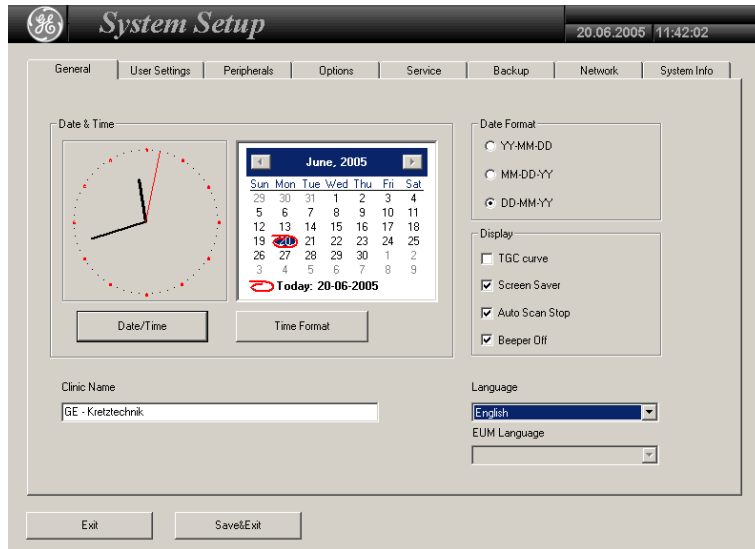 GE System Setup
20.06.2005 11:42:02
General User Settings Peripherals Options Service Backup Network System Info
Date & Time
June, 2005
Sun Mon Tue Wed Thu Fri Sat
29 30 31 1 2 3 4
5 6 7 8 9 10 11
12 13 14 15 16 17 18
19 20 21 22 23 24 25
26 27 28 29 30 1 2
3 4 5 6 7 8 9
Today: 20-06-2005
Date/Time
Time Format
Date Format
YY-MM-DD
MM-DD-YY
DD-MM-YY
Display
TGC curve
Screen Saver
Auto Scan Stop
Beeper Off
Clinic Name
GE - Kretztechnik
Language
English
EUM Language
Exit
Save&Exit